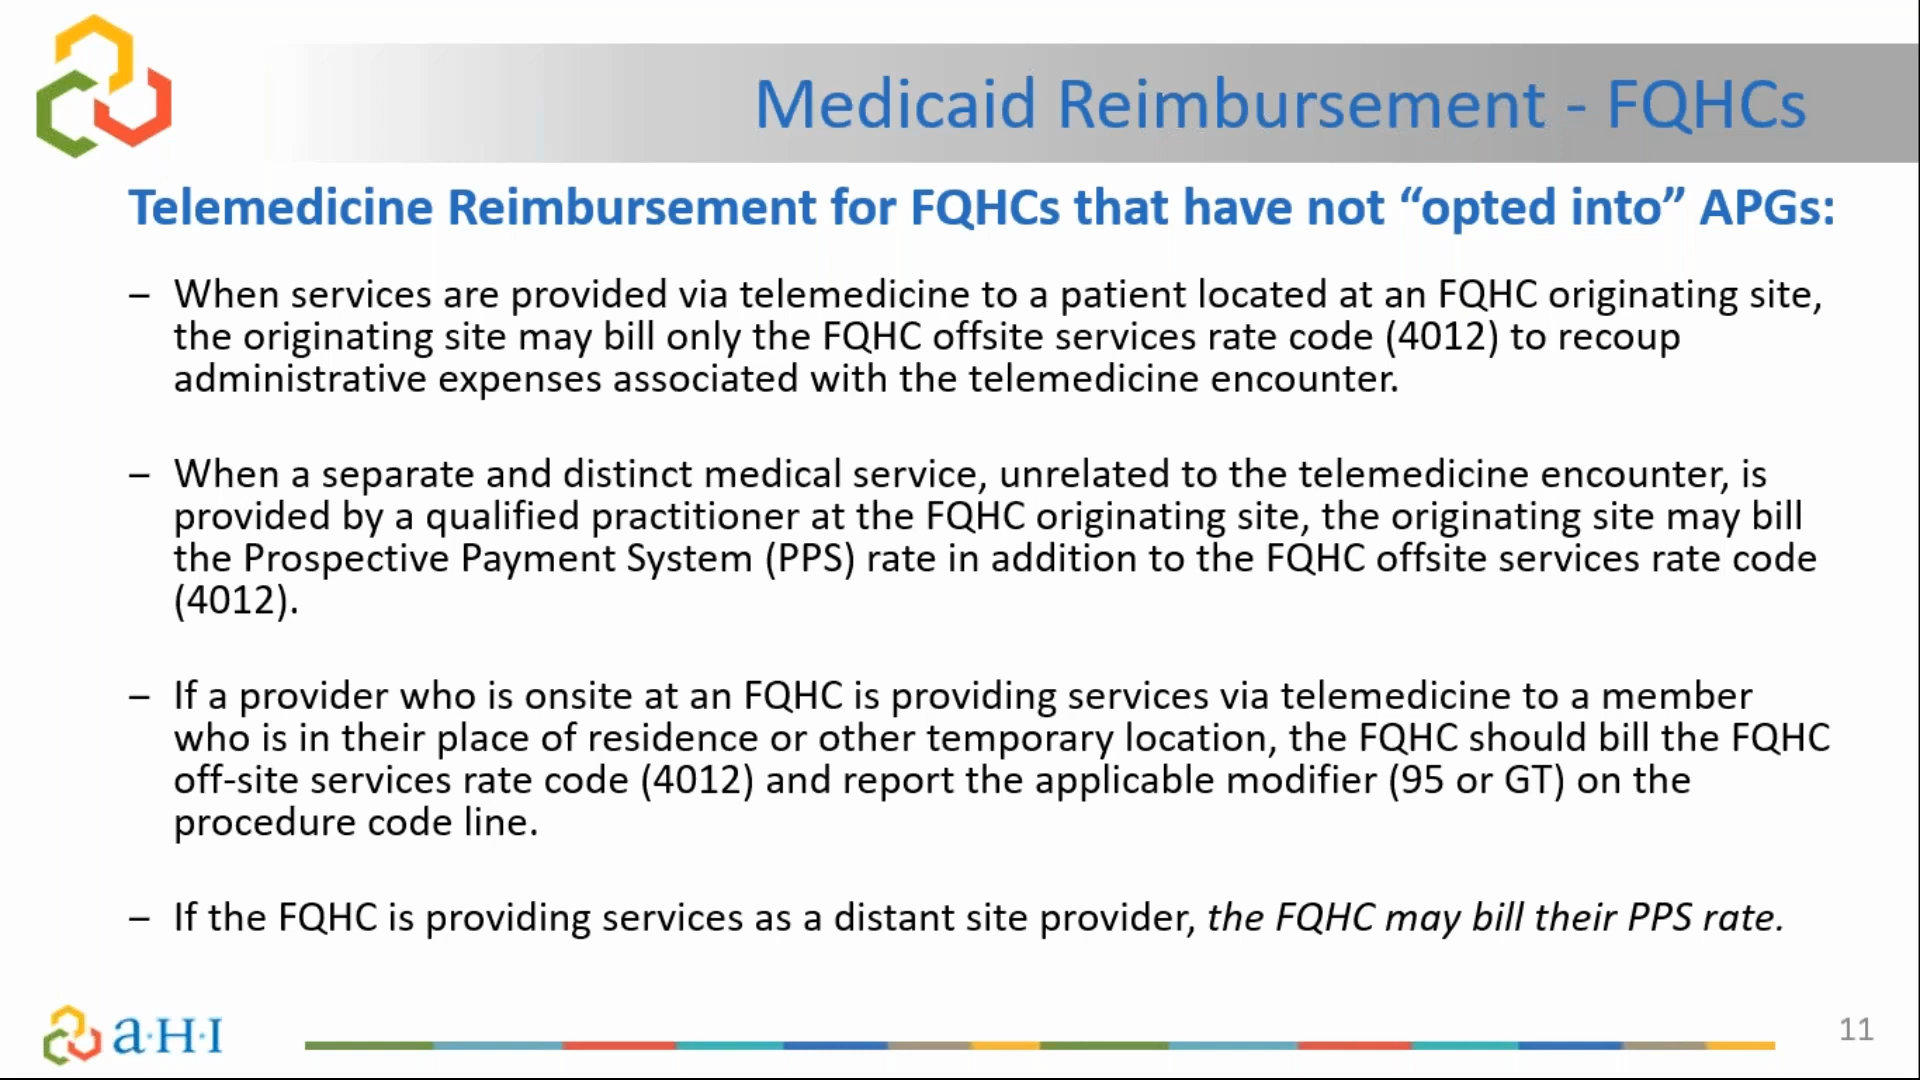 Medicaid Reimbursement - FQHCs
Telemedicine Reimbursement for FQHCs that have not “opted into” APGs:
– When services are provided via telemedicine to a patient located at an FQHC originating site,
the originating site may bill only the FQHC offsite services rate code (4012) to recoup
administrative expenses associated with the telemedicine encounter.
– When a separate and distinct medical service, unrelated to the telemedicine encounter, is
provided by a qualified practitioner at the FQHC originating site, the originating site may bill
the Prospective Payment System (PPS) rate in addition to the FQHC offsite services rate code
(4012).
– If a provider who is onsite at an FQHC is providing services via telemedicine to a member
who is in their place of residence or other temporary location, the FQHC should bill the FQHC
off-site services rate code (4012) and report the applicable modifier (95 or GT) on the
procedure code line.
– If the FQHC is providing services as a distant site provider, the FQHC may bill their PPS rate.
a·H·I
11